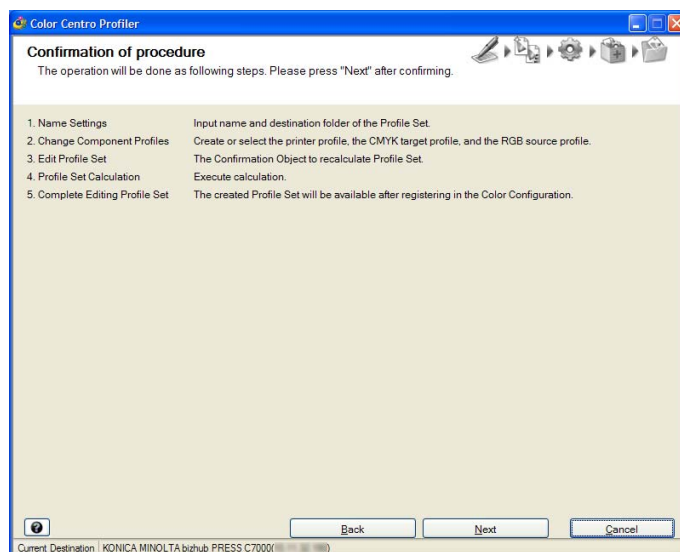 Color Centro Profiler
Confirmation of procedure
The operation will be done as following steps. Please press "Next" after confirming.
1. Name Settings Input name and destination folder of the Profile Set.
2. Change Component Profiles Create or select the printer profile, the CMYK target profile, and the RGB source profile.
3. Edit Profile Set The Confirmation Object to recalculate Profile Set.
4. Profile Set Calculation Execute calculation.
5. Complete Editing Profile Set The created Profile Set will be available after registering in the Color Configuration.
? Back Next Cancel
Current Destination KONICA MINOLTA bizhub PRESS C7000(